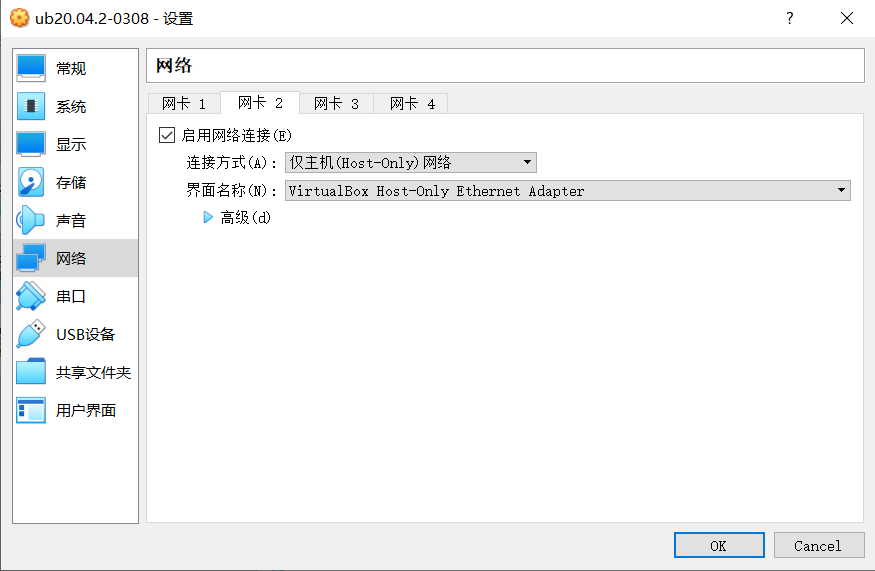 ub20.04.2-0308 - 设置
?
常规
系统
显示
存储
声音
网络
串口
USB设备
共享文件夹
用户界面
网络
网卡 1 网卡 2 网卡 3 网卡 4
启用网络连接(E)
连接方式(A): 仅主机(Host-Only)网络
界面名称(N): VirtualBox Host-Only Ethernet Adapter
高级(d)
OK Cancel